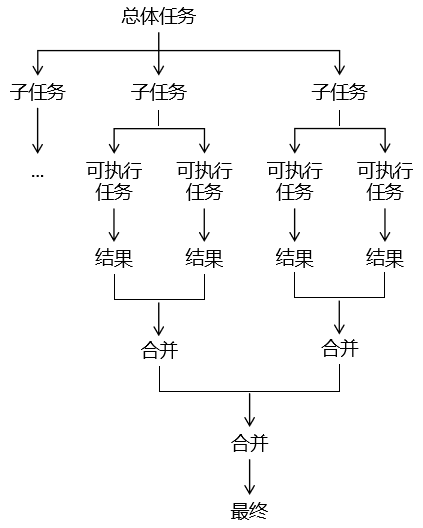 总体任务
子任务 子任务 子任务
... 可执行任务 可执行任务 可执行任务 可执行任务
结果 结果 结果 结果
合并 合并
合并
最终